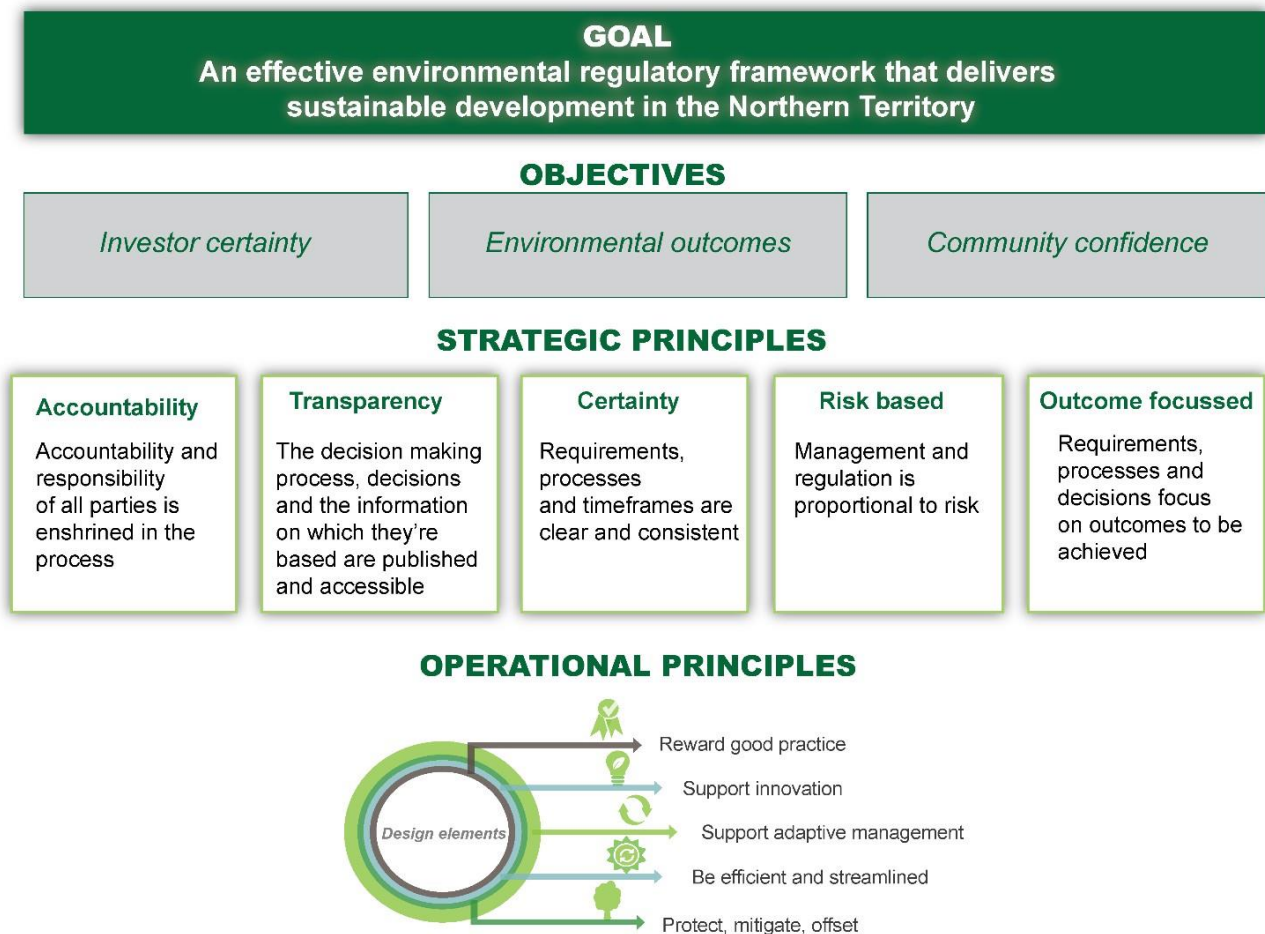 GOAL
An effective environmental regulatory framework that delivers
sustainable development in the Northern Territory
OBJECTIVES
Investor certainty
Environmental outcomes
Community confidence
STRATEGIC PRINCIPLES
Accountability
Accountability and
responsibility
of all parties is
enshrined in the
process
Transparency
The decision making
process, decisions
and the information
on which they're
based are published
and accessible
Certainty
Requirements,
processes
and timeframes are
clear and consistent
Risk based
Management and
regulation is
proportional to risk
Outcome focussed
Requirements,
processes and
decisions focus
on outcomes to be
achieved
OPERATIONAL PRINCIPLES
Design elements
Reward good practice
Support innovation
Support adaptive management
Be efficient and streamlined
Protect, mitigate, offset